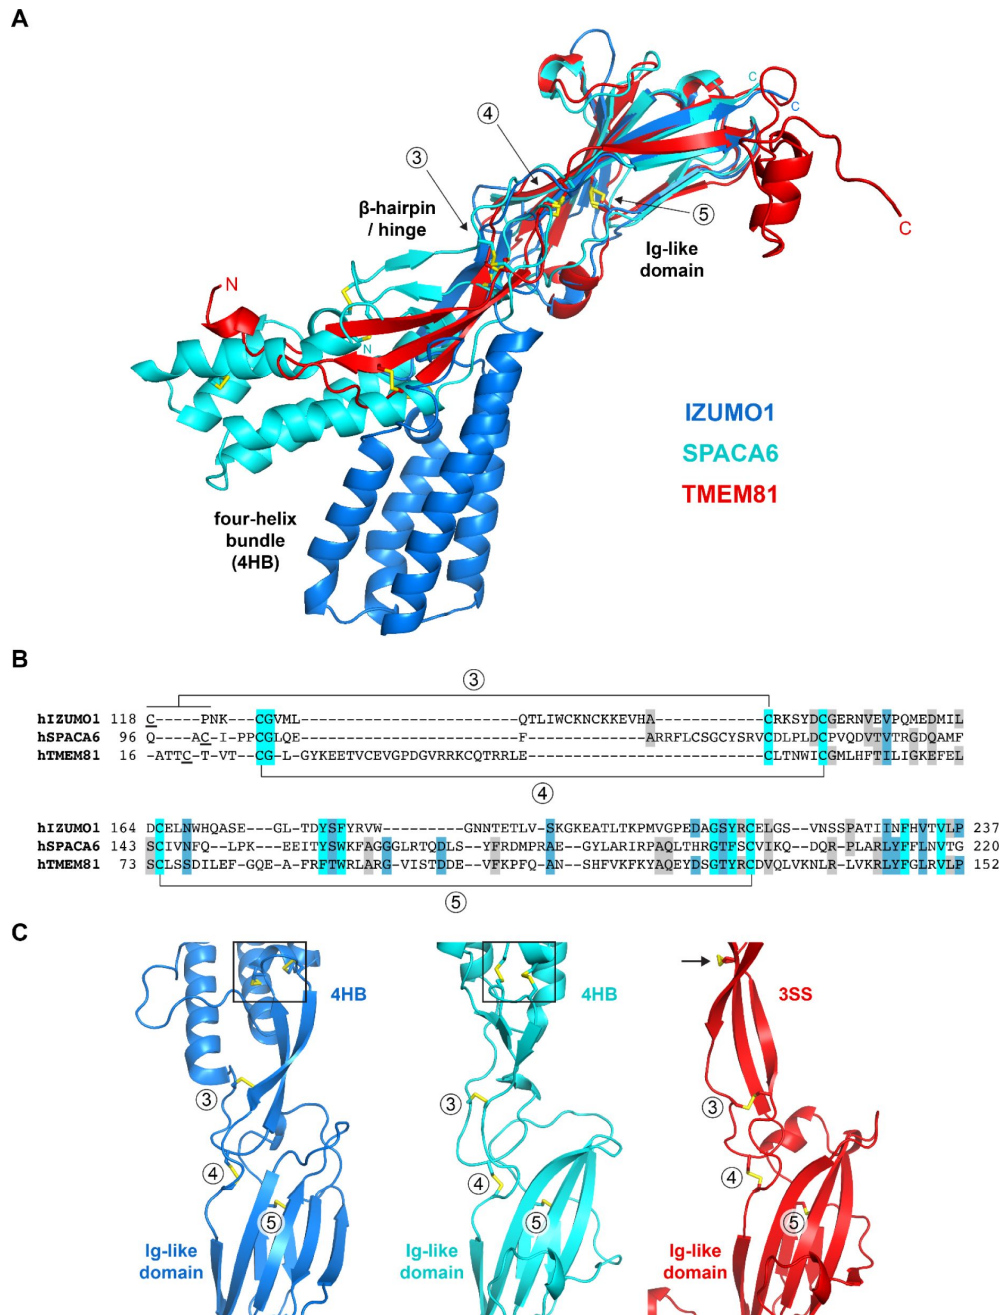 A
④
③
β-hairpin
/ hinge
⑤
Ig-like
domain
C
C
C
N
N
IZUMO1
SPACA6
TMEM81
four-helix
bundle
(4HB)
B
③
hIZUMO1 118 C----PNK---CGVML----------------------QTLIWCKNCKKEVHA-----------CRKSYDCGERNVEVPQMEDMIL
hSPACA6 96 Q----AC-I-PPCGLQE----------------------F------------ARRFLCSGCYSRVCDLPLDCPVQDVTVTRGDQAMF
hTMEM81 16 -ATTC-T-VT-CG-L-GYKEETVCEVGPDGVRRKCQTRRLE-----------------------CLTNWICGMLHFTILIGKEFEL
④
hIZUMO1 164 DCELNWHQASEG---GL-TDYSFYRVW----------GNNTETLV-SKGKEATLTKPMVGPEDAGSYRCELGS-VNSSPATIINFHVTVLP 237
hSPACA6 143 SCIVNFQ-LPK--EEITYSWKFAGGGLRTQDLS---YFRDMPRAE-GYLARIRPAQLTHRGTFSCVIKQ--DQR-PLARLYFFLNVTG 220
hTMEM81 73 SCLSSDILEF-GQEA-FRFTWRLARG-VISTDDE--VFKPFQ-AN-SHFVKFKYAQEYDSGTYRCDVQLVKNLR-LVKRLYFGLRVLP 152
⑤
C
4HB
4HB
3SS
③
③
③
④
④
④
⑤
⑤
⑤
Ig-like
domain
Ig-like
domain
Ig-like
domain